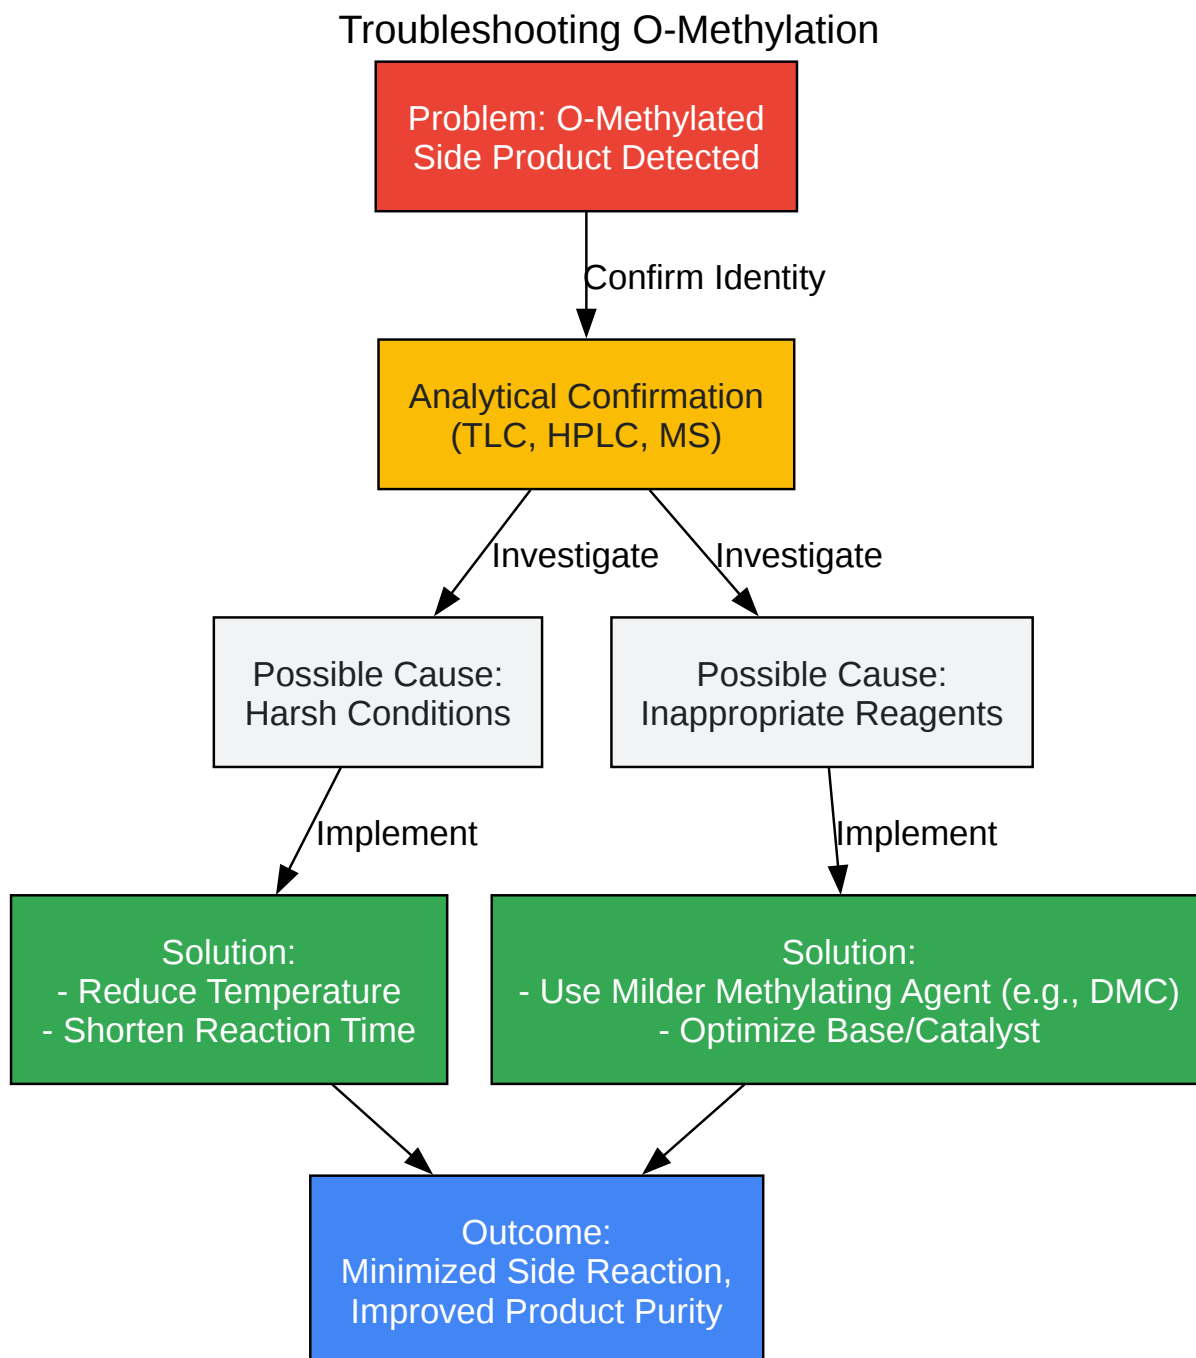 Troubleshooting O-Methylation
Problem: O-Methylated
Side Product Detected
Confirm Identity
Analytical Confirmation
(TLC, HPLC, MS)
Investigate
Investigate
Possible Cause:
Harsh Conditions
Possible Cause:
Inappropriate Reagents
Implement
Implement
Solution:
- Reduce Temperature
- Shorten Reaction Time
Solution:
- Use Milder Methylating Agent (e.g., DMC)
- Optimize Base/Catalyst
Outcome:
Minimized Side Reaction,
Improved Product Purity